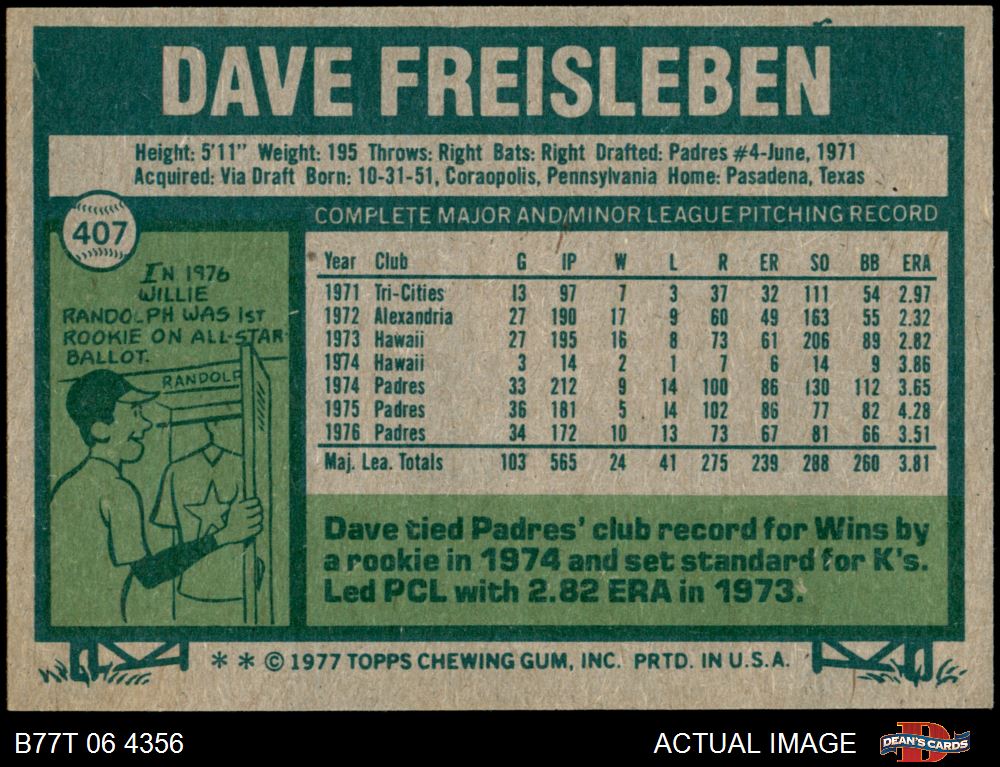 DAVE FREISLEBEN
Height: 5'11" Weight: 195 Throws: Right Bats: Right Drafted: Padres #4-June, 1971
Acquired: Via Draft Born: 10-31-51, Coraopolis, Pennsylvania Home: Pasadena, Texas
407
IN 1976
WILLIE
RANDOLPH WAS 1ST
ROOKIE ON ALL-STAR
BALLOT.
RANDOLP
COMPLETE MAJOR AND MINOR LEAGUE PITCHING RECORD
Year Club G IP W L R ER SO BB ERA
1971 Tri-Cities 13 97 7 3 37 32 111 54 2.97
1972 Alexandria 27 190 17 9 60 49 163 55 2.32
1973 Hawaii 27 195 16 8 73 61 206 89 2.82
1974 Hawaii 3 14 2 1 7 6 14 9 3.86
1974 Padres 33 212 9 14 100 86 130 112 3.65
1975 Padres 36 181 5 14 102 86 77 82 4.28
1976 Padres 34 172 10 13 73 67 81 66 3.51
Maj. Lea. Totals 103 565 24 41 275 239 288 260 3.81
Dave tied Padres' club record for Wins by
a rookie in 1974 and set standard for K's.
Led PCL with 2.82 ERA in 1973.
* * © 1977 TOPPS CHEWING GUM, INC. PRTD. IN U.S.A.
B77T 06 4356
ACTUAL IMAGE
D
DEAN'S CARDS